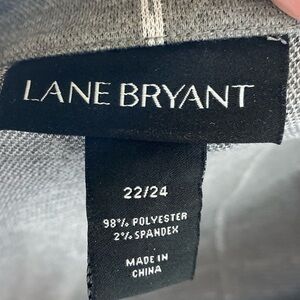 LANE BRYANT
22/24
98% POLYESTER
2% SPANDEX
MADE IN
CHINA